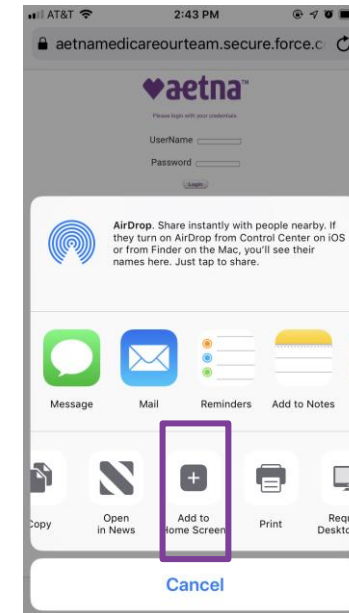 AT&T
2:43 PM
aetnamedicareourteam.secure.force.c
aetna™
Please login with your credentials.
UserName
Password
Login
AirDrop. Share instantly with people nearby. If
they turn on AirDrop from Control Center on iOS
or from Finder on the Mac, you'll see their
names here. Just tap to share.
Message
Mail
Reminders
Add to Notes
Copy
Open
in News
Add to
Home Screen
Print
Requ
Deskto
Cancel